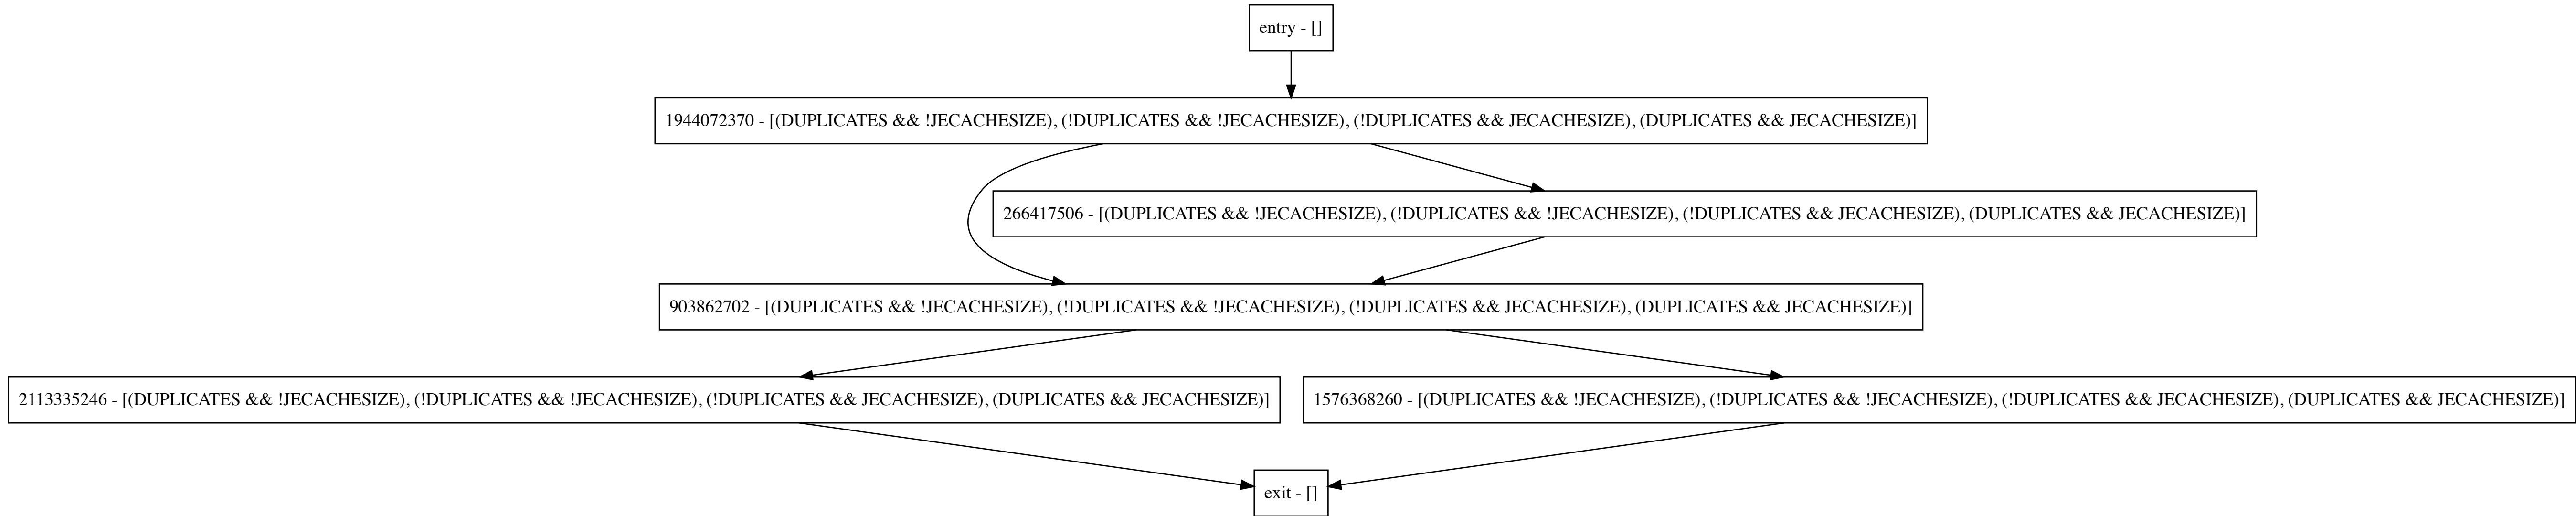 entry - []
1944072370 - [(DUPLICATES && !JECACHESIZE), (!DUPLICATES && !JECACHESIZE), (!DUPLICATES && JECACHESIZE), (DUPLICATES && JECACHESIZE)]
266417506 - [(DUPLICATES && !JECACHESIZE), (!DUPLICATES && !JECACHESIZE), (!DUPLICATES && JECACHESIZE), (DUPLICATES && JECACHESIZE)]
903862702 - [(DUPLICATES && !JECACHESIZE), (!DUPLICATES && !JECACHESIZE), (!DUPLICATES && JECACHESIZE), (DUPLICATES && JECACHESIZE)]
2113335246 - [(DUPLICATES && !JECACHESIZE), (!DUPLICATES && !JECACHESIZE), (!DUPLICATES && JECACHESIZE), (DUPLICATES && JECACHESIZE)]
1576368260 - [(DUPLICATES && !JECACHESIZE), (!DUPLICATES && !JECACHESIZE), (!DUPLICATES && JECACHESIZE), (DUPLICATES && JECACHESIZE)]
exit - []